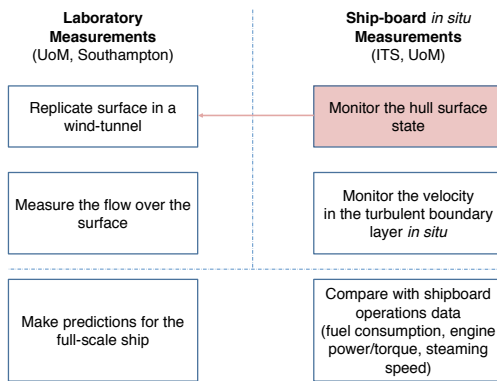 Laboratory
Measurements
(UoM, Southampton)
Ship-board in situ
Measurements
(ITS, UoM)
Replicate surface in a
wind-tunnel
Monitor the hull surface
state
Measure the flow over the
surface
Monitor the velocity
in the turbulent boundary
layer in situ
Make predictions for the
full-scale ship
Compare with shipboard
operations data
(fuel consumption, engine
power/torque, steaming
speed)